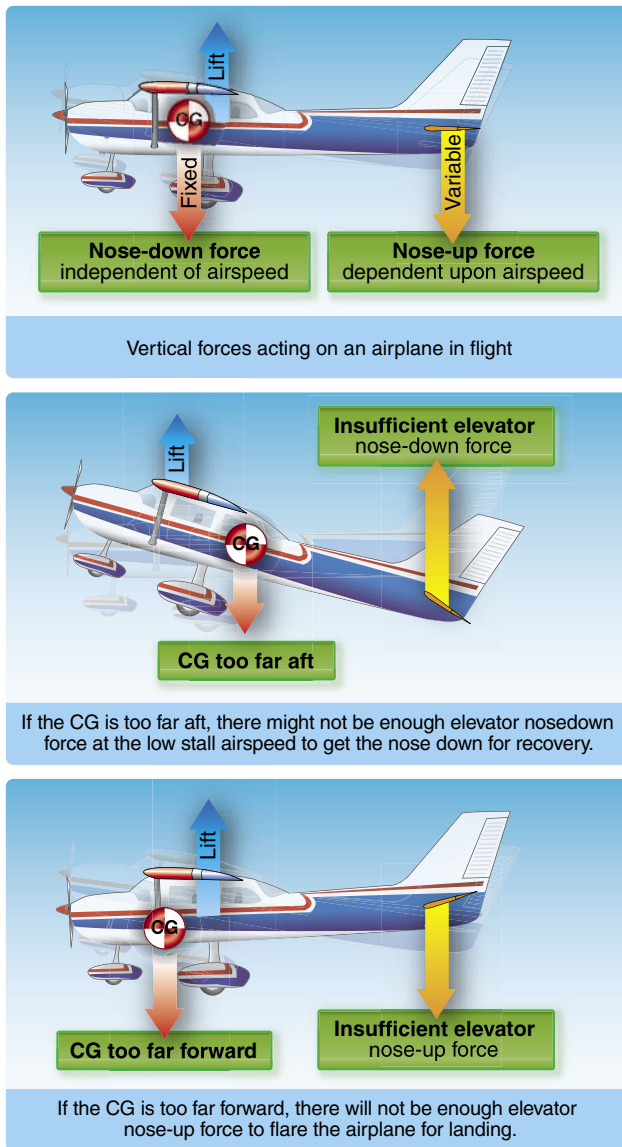 Lift
CG
Fixed
Variable
Nose-down force
independent of airspeed
Nose-up force
dependent upon airspeed
Vertical forces acting on an airplane in flight
Insufficient elevator
nose-down force
Lift
CG
CG too far aft
If the CG is too far aft, there might not be enough elevator nosedown
force at the low stall airspeed to get the nose down for recovery.
Lift
CG
CG too far forward
Insufficient elevator
nose-up force
If the CG is too far forward, there will not be enough elevator
nose-up force to flare the airplane for landing.